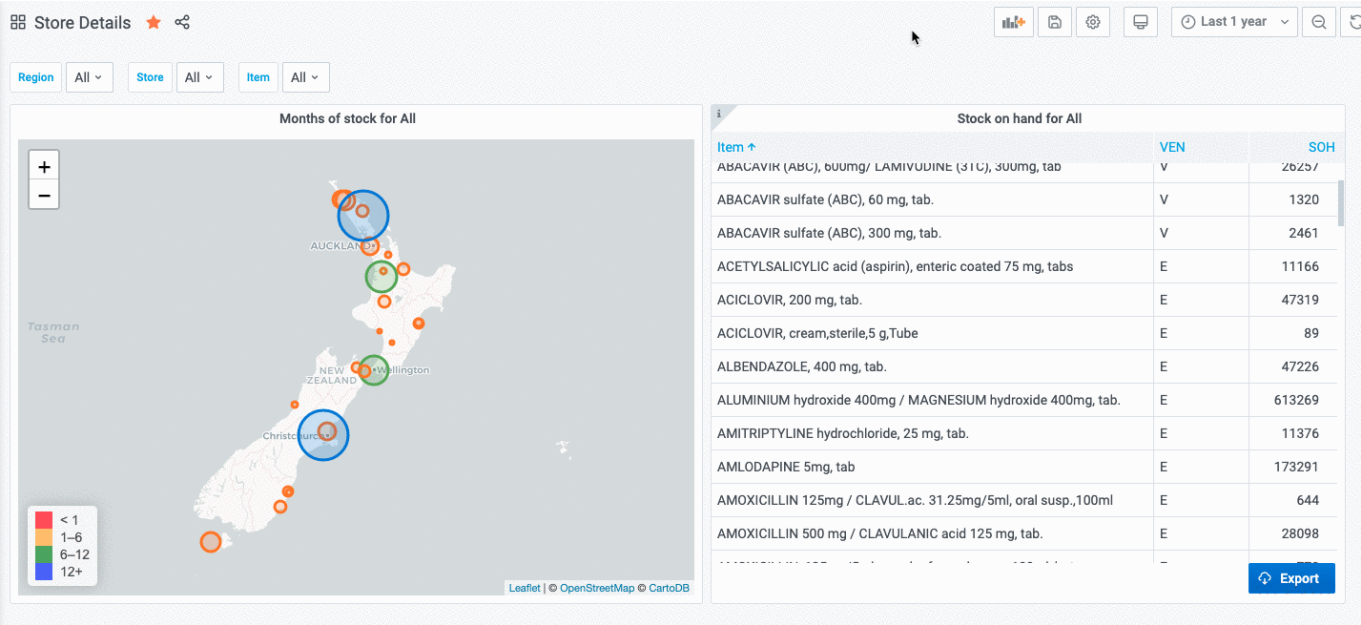 Store Details
Last 1 year
Region All Store All Item All
Months of stock for All
+
−
AUCKLAND
Tasman
Sea
NEW
ZEALAND
Wellington
Christchurch
< 1
1–6
6–12
12+
Leaflet | © OpenStreetMap © CartoDB
i
Stock on hand for All
Item ↑ VEN SOH
ABACAVIR (ABC), 600mg/ LAMIVUDINE (3TC), 300mg, tab V 26257
ABACAVIR sulfate (ABC), 60 mg, tab. V 1320
ABACAVIR sulfate (ABC), 300 mg, tab. V 2461
ACETYLSALICYLIC acid (aspirin), enteric coated 75 mg, tabs E 11166
ACICLOVIR, 200 mg, tab. E 47319
ACICLOVIR, cream,sterile,5 g,Tube E 89
ALBENDAZOLE, 400 mg, tab. E 47226
ALUMINIUM hydroxide 400mg / MAGNESIUM hydroxide 400mg, tab. E 613269
AMITRIPTYLINE hydrochloride, 25 mg, tab. E 11376
AMLODAPINE 5mg, tab E 173291
AMOXICILLIN 125mg / CLAVUL.ac. 31.25mg/5ml, oral susp.,100ml E 644
AMOXICILLIN 500 mg / CLAVULANIC acid 125 mg, tab. E 28098
Export